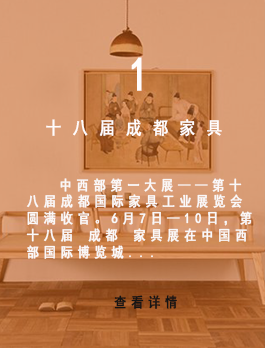 1
十八届成都家具
中西部第一大展——第十
八届成都国际家具工业展览会
圆满收官。6月7日—10日，第
十八届 成都 家具展在中国西
部国际博览城...
查看详情